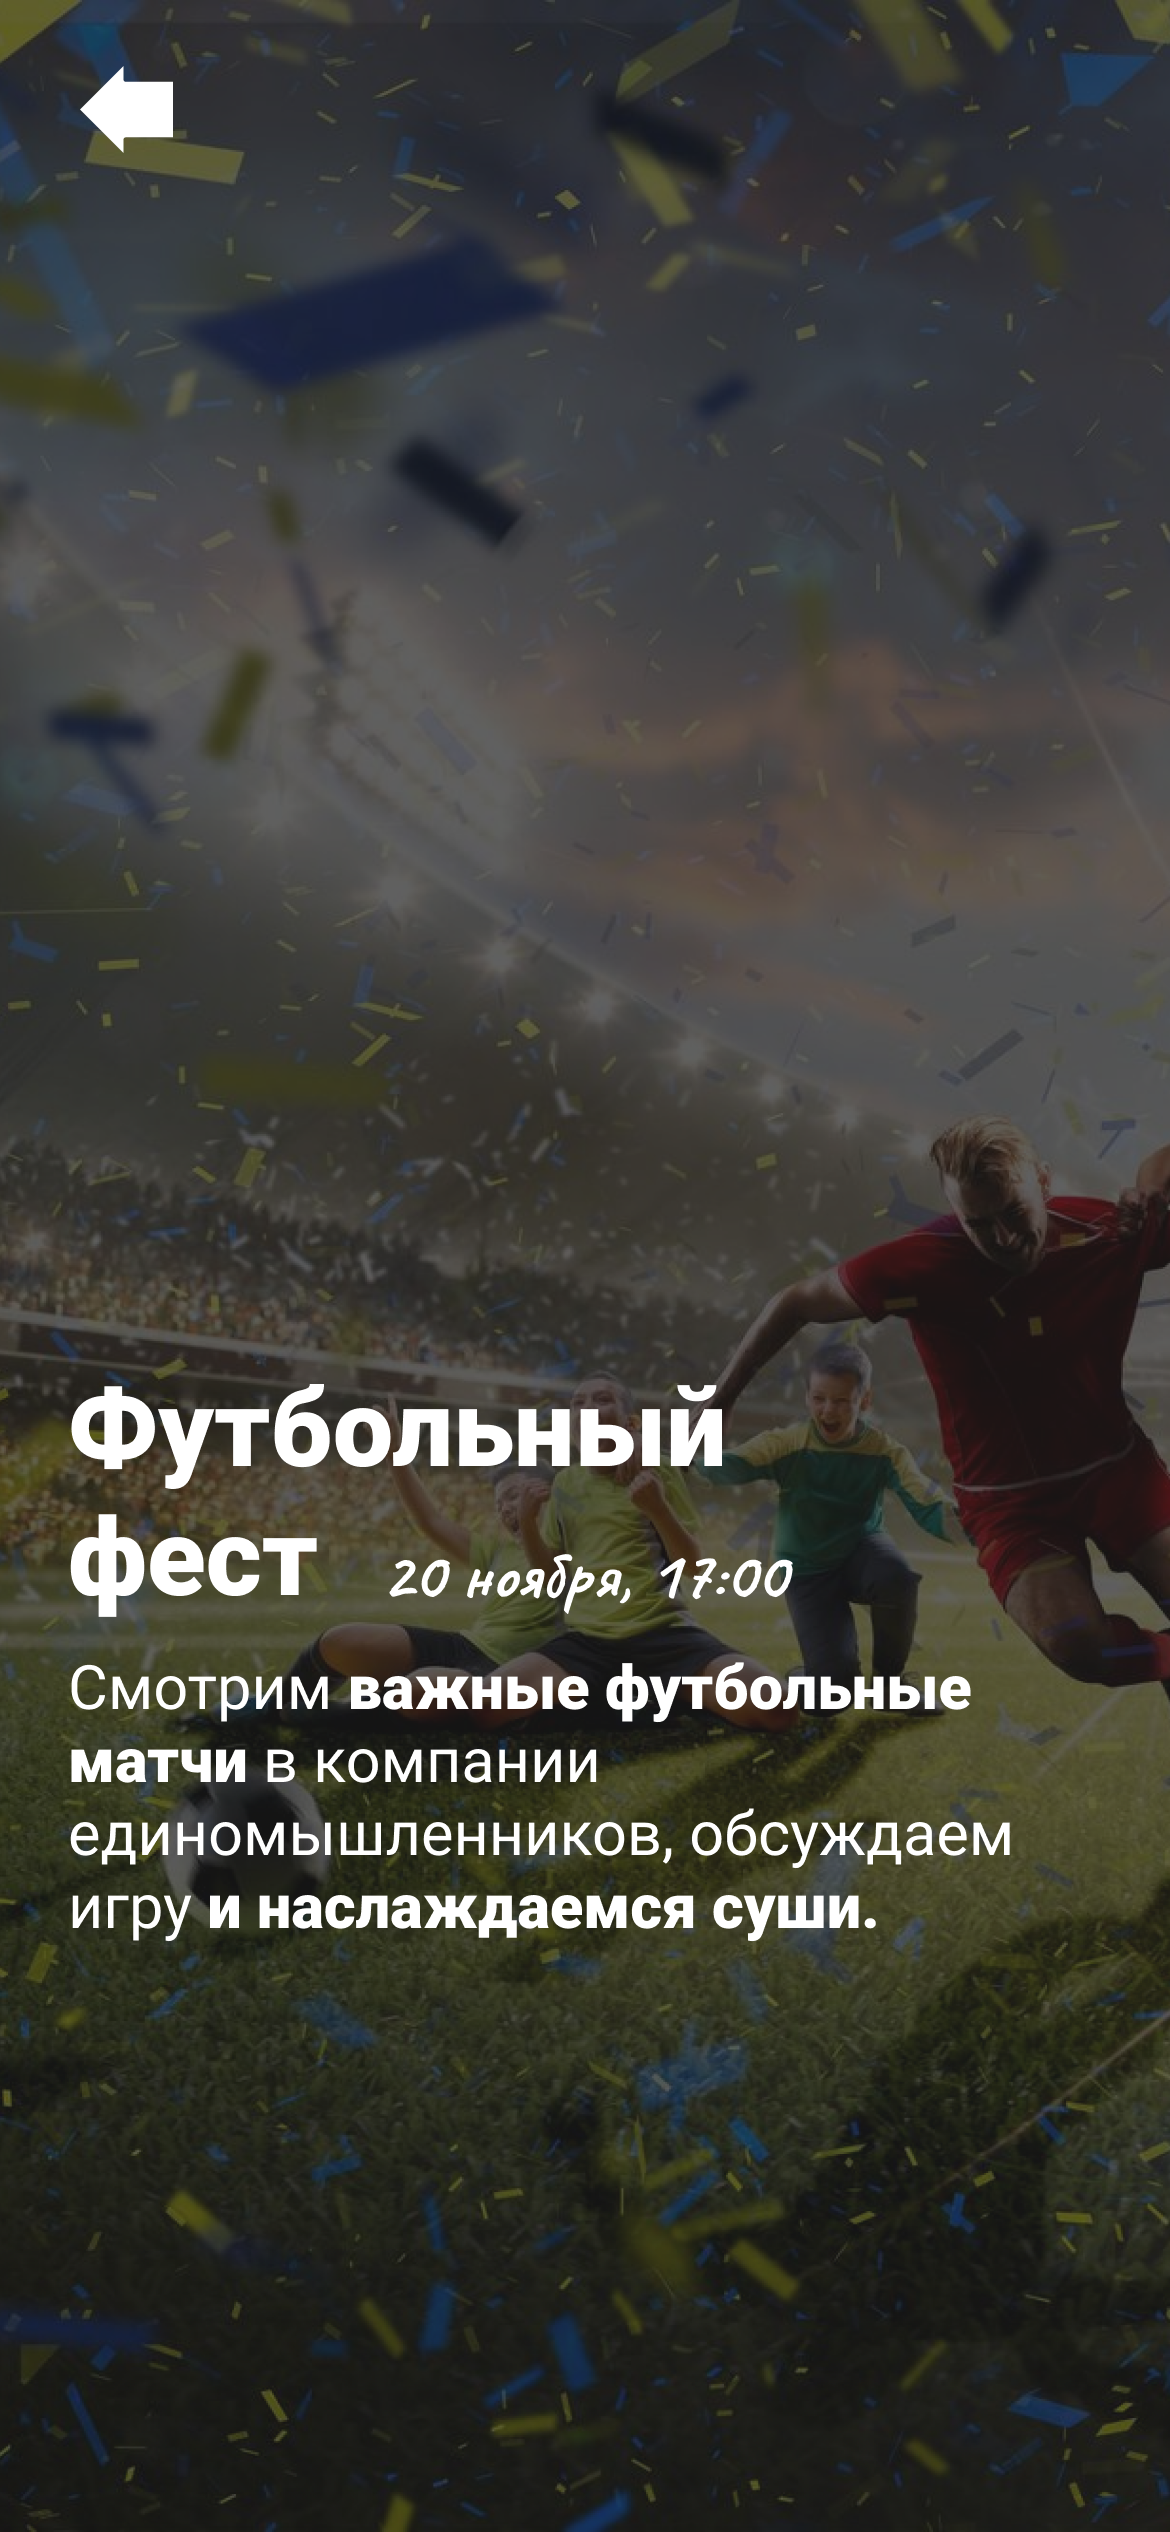 Футбольный
фест 20 ноября, 17:00
Смотрим важные футбольные
матчи в компании
единомышленников, обсуждаем
игру и наслаждаемся суши.